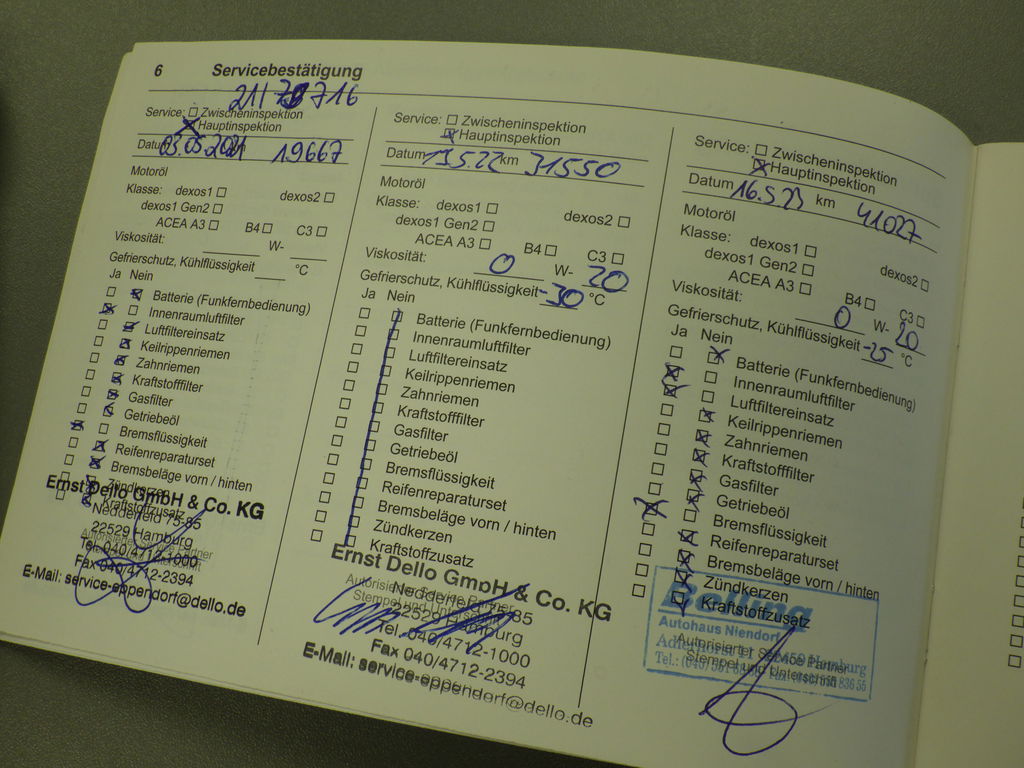 6 Servicebestätigung
Service: Zwischeninspektion
Hauptinspektion
Datum 03.05.2021 19667
Motoröl
Klasse: dexos1 dexos2
dexos1 Gen2
ACEA A3 B4 C3
Viskosität: W-
Gefrierschutz, Kühlflüssigkeit °C
Ja Nein
Batterie (Funkfernbedienung)
Innenraumluftfilter
Luftfiltereinsatz
Keilrippenriemen
Zahnriemen
Kraftstofffilter
Gasfilter
Getriebeöl
Bremsflüssigkeit
Reifenreparaturset
Bremsbeläge vorn / hinten
Zündkerzen
Kraftstoffzusatz
Ernst Dello GmbH & Co. KG
Nedderfeld 75-85
22529 Hamburg
Tel. 040/4712-1000
Fax 040/4712-2394
E-Mail: service-eppendorf@dello.de
Service: Zwischeninspektion
Hauptinspektion
Datum 13.5.22 km 31550
Motoröl
Klasse: dexos1 dexos2
dexos1 Gen2
ACEA A3 B4 C3
Viskosität: 0 W- 20
Gefrierschutz, Kühlflüssigkeit -30 °C
Ja Nein
Batterie (Funkfernbedienung)
Innenraumluftfilter
Luftfiltereinsatz
Keilrippenriemen
Zahnriemen
Kraftstofffilter
Gasfilter
Getriebeöl
Bremsflüssigkeit
Reifenreparaturset
Bremsbeläge vorn / hinten
Zündkerzen
Kraftstoffzusatz
Ernst Dello GmbH & Co. KG
Autorisierter Service Partner
Nedderfeld 75-85
Stempel und Unterschrift
22529 Hamburg
Tel. 040/4712-1000
Fax 040/4712-2394
E-Mail: service-eppendorf@dello.de
Service: Zwischeninspektion
Hauptinspektion
Datum 16.5.23 km 41027
Motoröl
Klasse: dexos1 dexos2
dexos1 Gen2
ACEA A3 B4 C3
Viskosität: 0 W- 20
Gefrierschutz, Kühlflüssigkeit -25 °C
Ja Nein
Batterie (Funkfernbedienung)
Innenraumluftfilter
Luftfiltereinsatz
Keilrippenriemen
Zahnriemen
Kraftstofffilter
Gasfilter
Getriebeöl
Bremsflüssigkeit
Reifenreparaturset
Bremsbeläge vorn / hinten
Zündkerzen
Kraftstoffzusatz
Autohaus Niendorf
Autorisierter Service Partner
Hamburg
Stempel und Unterschrift